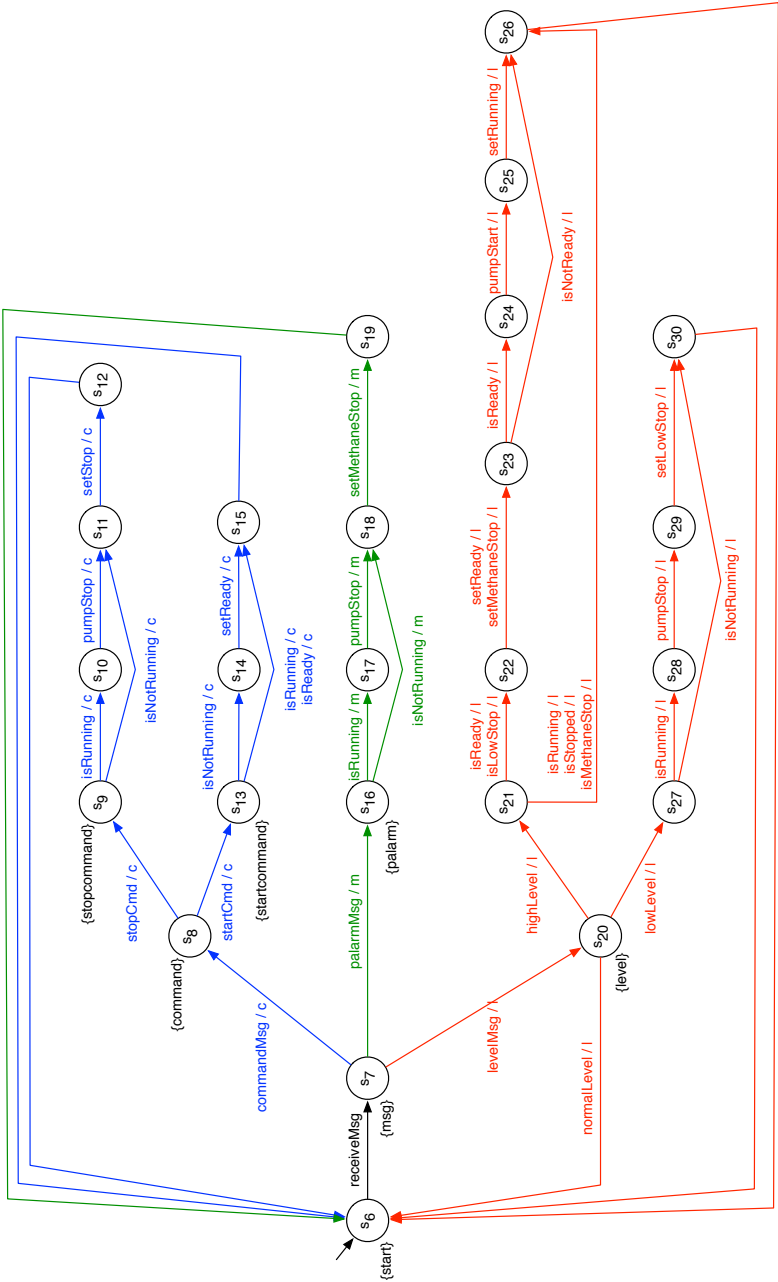 s6
{start}
receiveMsg
s7
{msg}
commandMsg / c
s8
{command}
stopCmd / c
startCmd / c
s9
{stopcommand}
isRunning / c
s10
pumpStop / c
s11
setStop / c
s12
isNotRunning / c
s13
{startcommand}
isNotRunning / c
s14
setReady / c
s15
isRunning / c
isReady / c
palarmMsg / m
s16
{palarm}
isRunning / m
s17
pumpStop / m
s18
setMethaneStop / m
s19
isNotRunning / m
levelMsg / l
s20
{level}
highLevel / l
lowLevel / l
normalLevel / l
s21
isReady / l
isLowStop / l
s22
setReady / l
setMethaneStop / l
s23
isReady / l
s24
pumpStart / l
s25
setRunning / l
s26
isNotReady / l
isRunning / l
isStopped / l
isMethaneStop / l
s27
isRunning / l
s28
pumpStop / l
s29
setLowStop / l
s30
isNotRunning / l